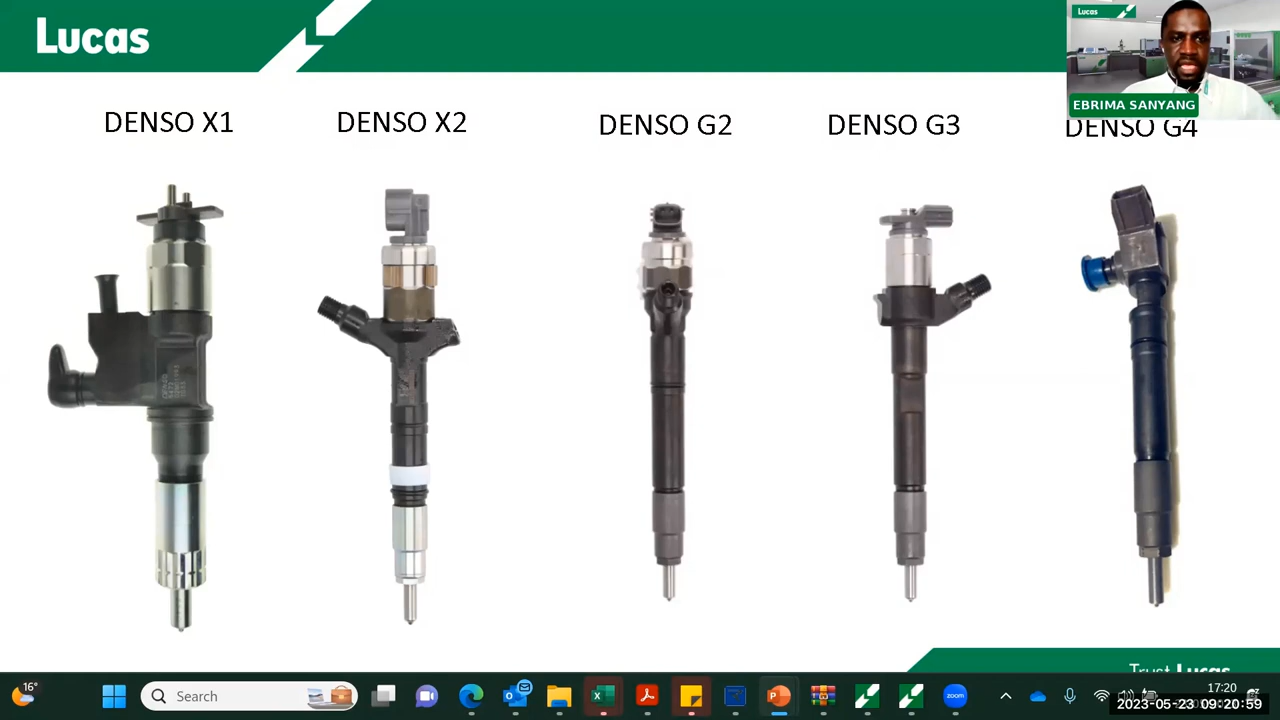 Lucas
Lucas
EBRIMA SANYANG
DENSO X1
DENSO X2
DENSO G2
DENSO G3
DENSO G4
Trust Lucas
16°
Search
zoom
17:20
2023-05-23 09:20:59